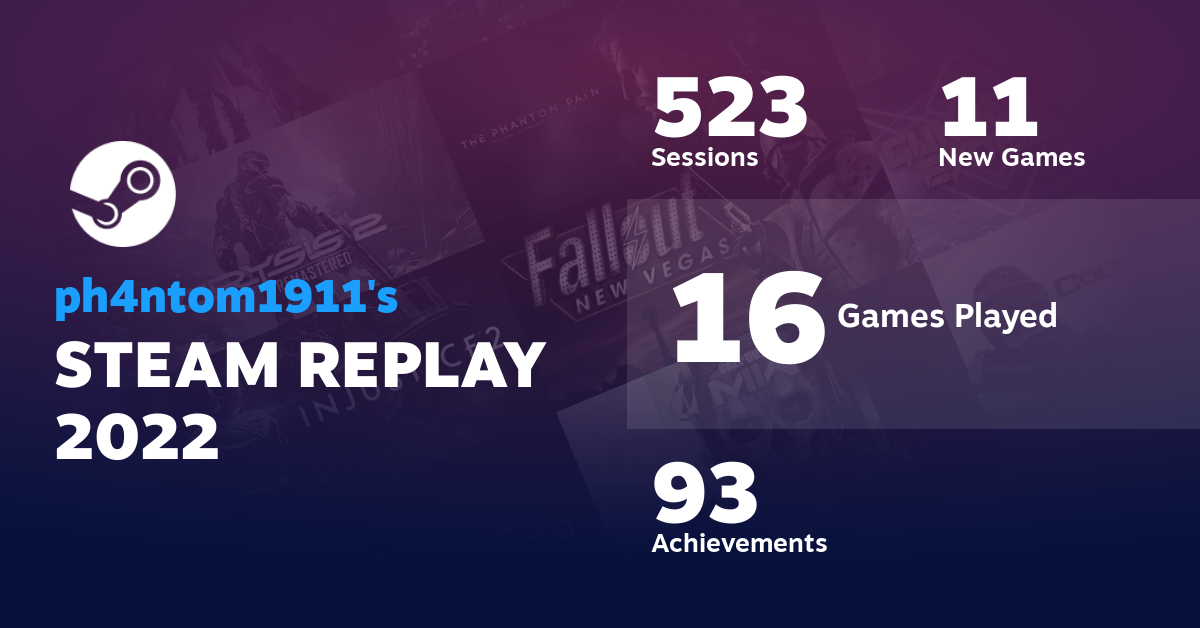 ph4ntom1911's
STEAM REPLAY
2022
523
Sessions
11
New Games
16 Games Played
93
Achievements
THE PHANTOM PAIN
CRYSIS 2
REMASTERED
Fallout
NEW VEGAS
INJUSTICE 2